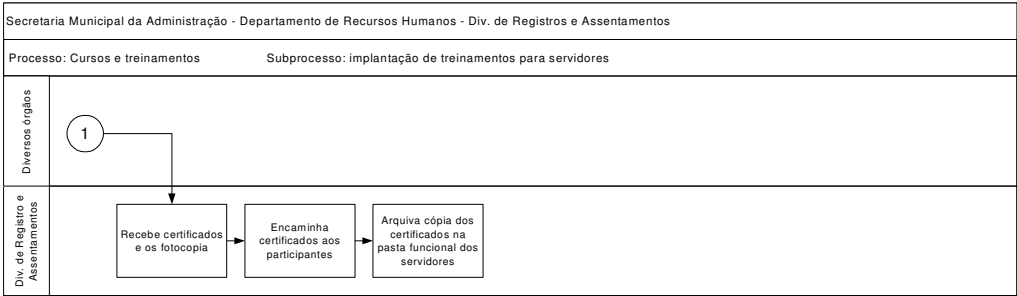 Secretaria Municipal da Administração - Departamento de Recursos Humanos - Div. de Registros e Assentamentos
Processo: Cursos e treinamentos Subprocesso: implantação de treinamentos para servidores
Diversos órgãos
1
Div. de Registro e
Assentamentos
Recebe certificados
e os fotocopia
Encaminha
certificados aos
participantes
Arquiva cópia dos
certificados na
pasta funcional dos
servidores